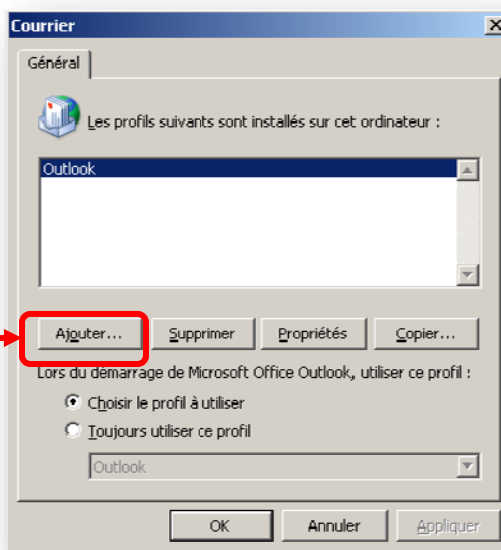 Courrier
Général
Les profils suivants sont installés sur cet ordinateur :
Outlook
Ajouter... Supprimer Propriétés Copier...
Lors du démarrage de Microsoft Office Outlook, utiliser ce profil :
Choisir le profil à utiliser
Toujours utiliser ce profil
Outlook
OK Annuler Appliquer